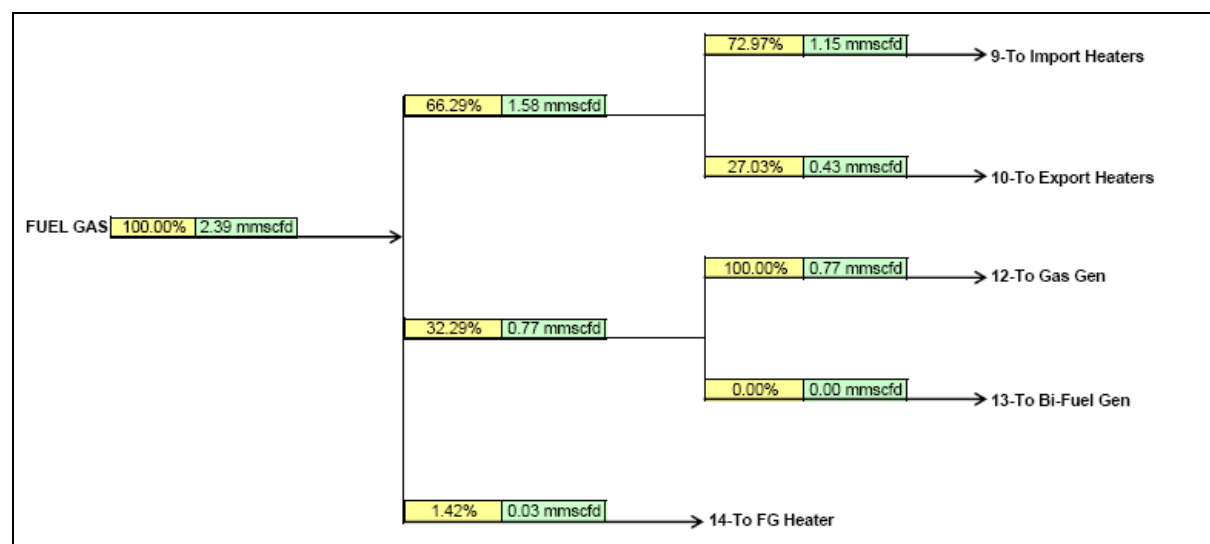 72.97% 1.15 mmscfd
9-To Import Heaters
66.29% 1.58 mmscfd
27.03% 0.43 mmscfd
10-To Export Heaters
FUEL GAS 100.00% 2.39 mmscfd
100.00% 0.77 mmscfd
12-To Gas Gen
32.29% 0.77 mmscfd
0.00% 0.00 mmscfd
13-To Bi-Fuel Gen
1.42% 0.03 mmscfd
14-To FG Heater